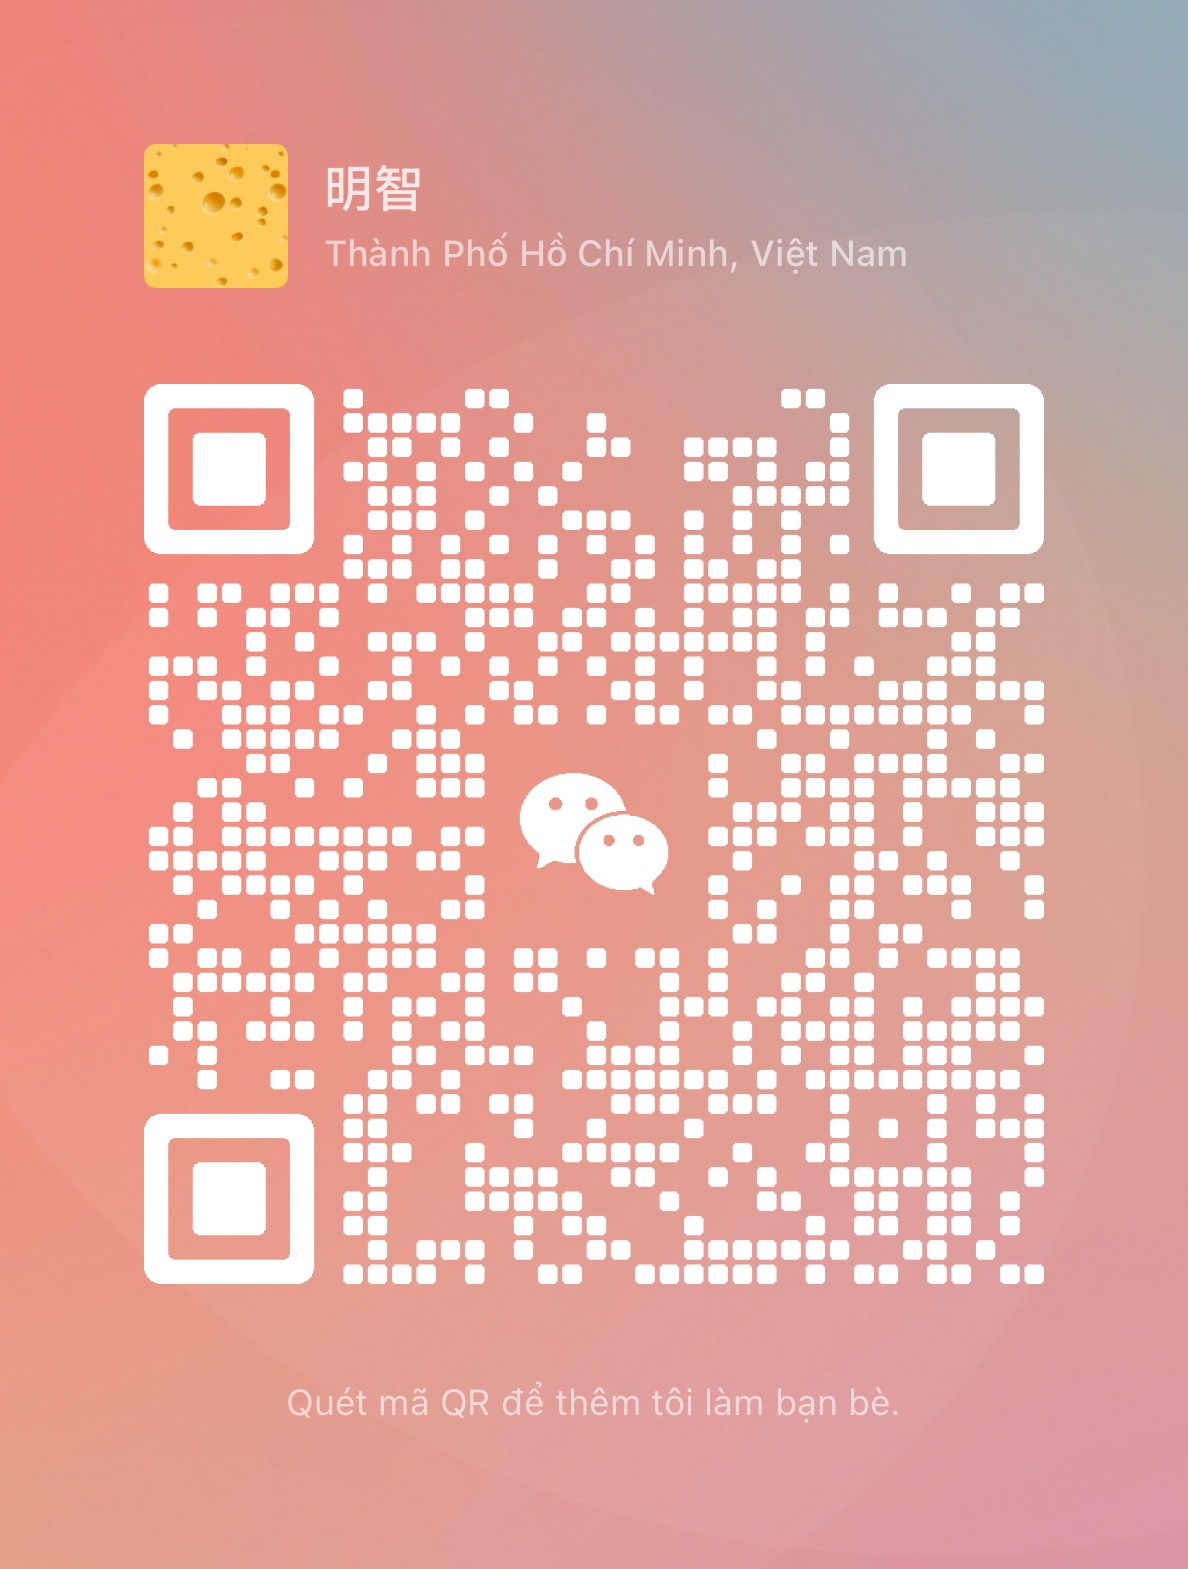 明智
Thành Phố Hồ Chí Minh, Việt Nam
Quét mã QR để thêm tôi làm bạn bè.